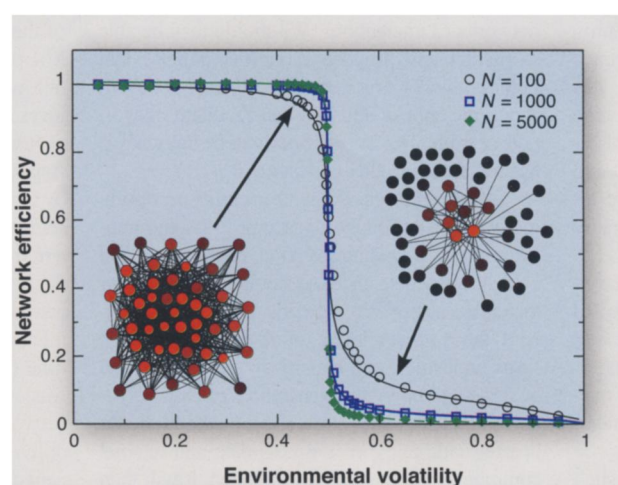 1
0.8
0.6
0.4
0.2
0
0
0.2
0.4
0.6
0.8
1
Network efficiency
Environmental volatility
N = 100
N = 1000
N = 5000